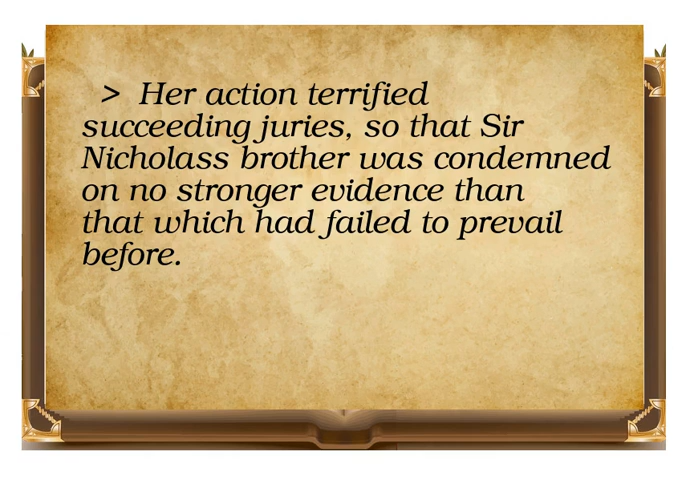 > Her action terrified
succeeding juries, so that Sir
Nicholass brother was condemned
on no stronger evidence than
that which had failed to prevail
before.